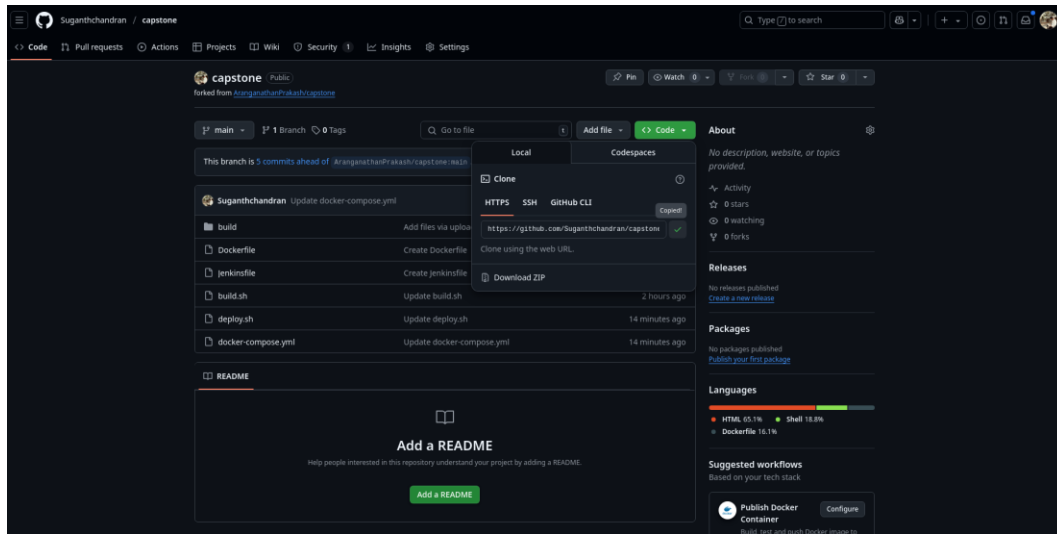 Suganthchandran / capstone
Type / to search
Code Pull requests Actions Projects Wiki Security 1 Insights Settings
capstone Public
Pin Watch 0 Fork 0 Star 0
forked from AranganathanPrakash/capstone
main 1 Branch 0 Tags Go to file t Add file Code
This branch is 5 commits ahead of AranganathanPrakash/capstone:main
Local Codespaces
Clone
HTTPS SSH GitHub CLI
Copied!
https://github.com/Suganthchandran/capstone
Clone using the web URL.
Download ZIP
Suganthchandran Update docker-compose.yml
build Add files via uploa
Dockerfile Create Dockerfile
Jenkinsfile Create Jenkinsfile
build.sh Update build.sh 2 hours ago
deploy.sh Update deploy.sh 14 minutes ago
docker-compose.yml Update docker-compose.yml 14 minutes ago
README
Add a README
Help people interested in this repository understand your project by adding a README.
Add a README
About
No description, website, or topics
provided.
Activity
0 stars
0 watching
0 forks
Releases
No releases published
Create a new release
Packages
No packages published
Publish your first package
Languages
HTML 65.1% Shell 18.8%
Dockerfile 16.1%
Suggested workflows
Based on your tech stack
Publish Docker
Container
Configure
Build, test and push Docker image to